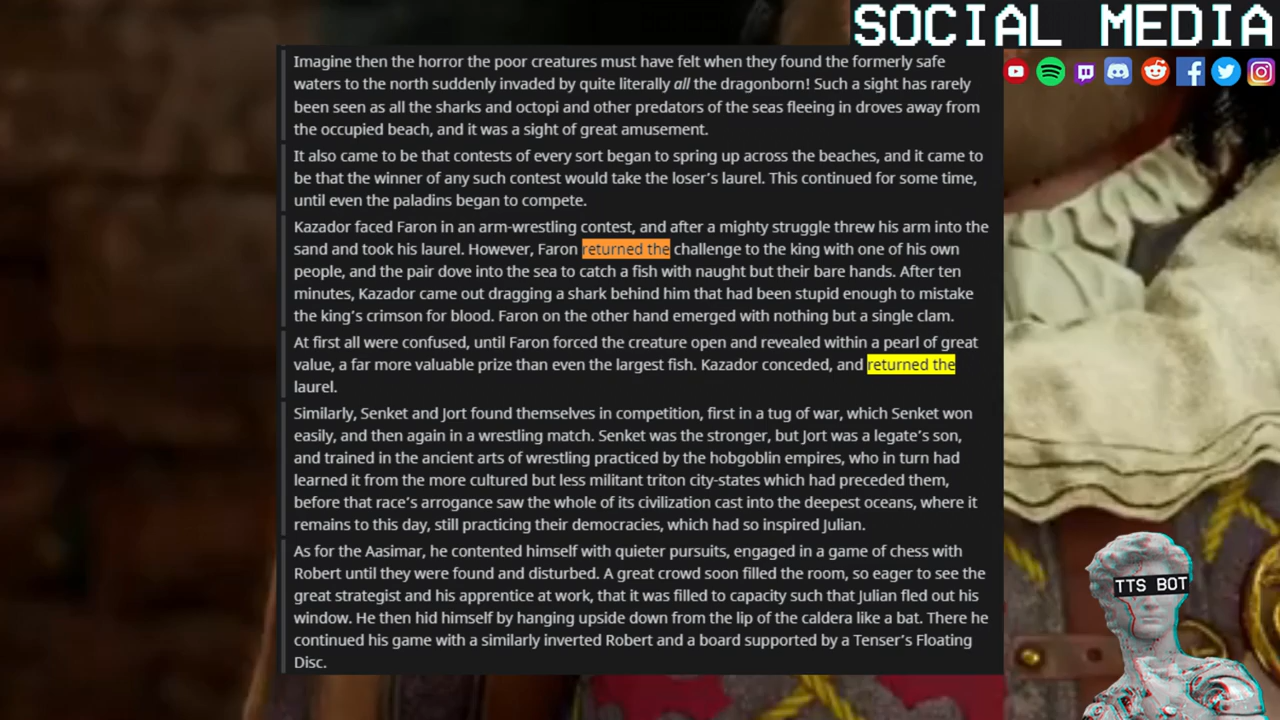 SOCIAL MEDIA
Imagine then the horror the poor creatures must have felt when they found the formerly safe
waters to the north suddenly invaded by quite literally all the dragonborn! Such a sight has rarely
been seen as all the sharks and octopi and other predators of the seas fleeing in droves away from
the occupied beach, and it was a sight of great amusement.
It also came to be that contests of every sort began to spring up across the beaches, and it came to
be that the winner of any such contest would take the loser's laurel. This continued for some time,
until even the paladins began to compete.
Kazador faced Faron in an arm-wrestling contest, and after a mighty struggle threw his arm into the
sand and took his laurel. However, Faron returned the challenge to the king with one of his own
people, and the pair dove into the sea to catch a fish with naught but their bare hands. After ten
minutes, Kazador came out dragging a shark behind him that had been stupid enough to mistake
the king's crimson for blood. Faron on the other hand emerged with nothing but a single clam.
At first all were confused, until Faron forced the creature open and revealed within a pearl of great
value, a far more valuable prize than even the largest fish. Kazador conceded, and returned the
laurel.
Similarly, Senket and Jort found themselves in competition, first in a tug of war, which Senket won
easily, and then again in a wrestling match. Senket was the stronger, but Jort was a legate's son,
and trained in the ancient arts of wrestling practiced by the hobgoblin empires, who in turn had
learned it from the more cultured but less militant triton city-states which had preceded them,
before that race's arrogance saw the whole of its civilization cast into the deepest oceans, where it
remains to this day, still practicing their democracies, which had so inspired Julian.
As for the Aasimar, he contented himself with quieter pursuits, engaged in a game of chess with
Robert until they were found and disturbed. A great crowd soon filled the room, so eager to see the
great strategist and his apprentice at work, that it was filled to capacity such that Julian fled out his
window. He then hid himself by hanging upside down from the lip of the caldera like a bat. There he
continued his game with a similarly inverted Robert and a board supported by a Tenser's Floating
Disc.
TTS BOT